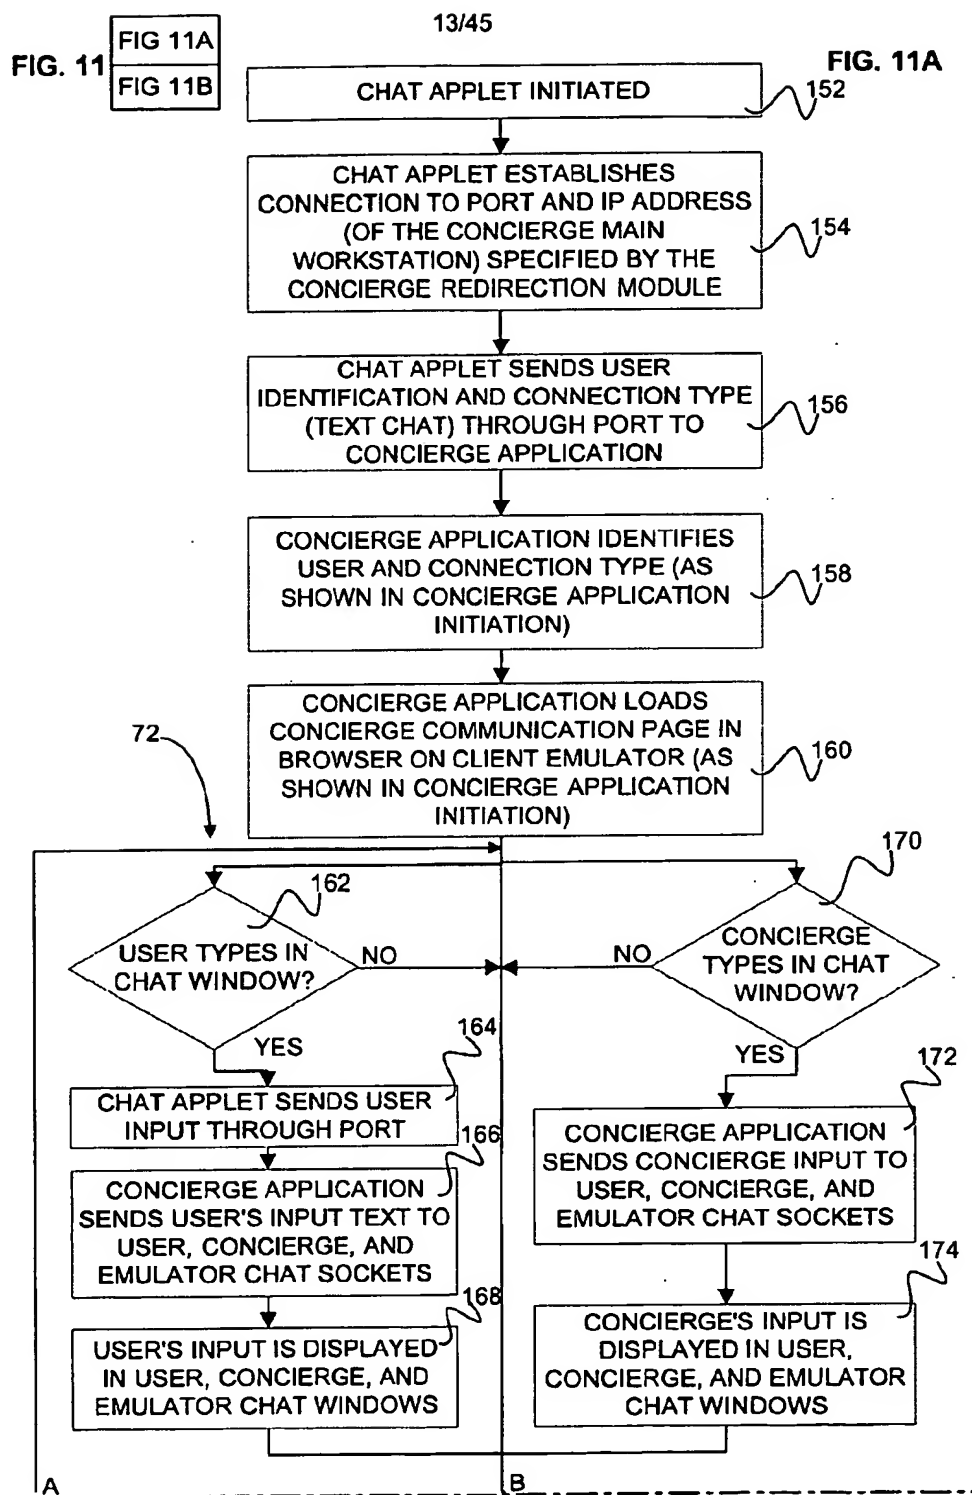 13/45
FIG. 11
FIG 11A
FIG 11B
FIG. 11A
CHAT APPLET INITIATED
152
CHAT APPLET ESTABLISHES
CONNECTION TO PORT AND IP ADDRESS
(OF THE CONCIERGE MAIN
WORKSTATION) SPECIFIED BY THE
CONCIERGE REDIRECTION MODULE
154
CHAT APPLET SENDS USER
IDENTIFICATION AND CONNECTION TYPE
(TEXT CHAT) THROUGH PORT TO
CONCIERGE APPLICATION
156
CONCIERGE APPLICATION IDENTIFIES
USER AND CONNECTION TYPE (AS
SHOWN IN CONCIERGE APPLICATION
INITIATION)
158
CONCIERGE APPLICATION LOADS
CONCIERGE COMMUNICATION PAGE IN
BROWSER ON CLIENT EMULATOR (AS
SHOWN IN CONCIERGE APPLICATION
INITIATION)
160
72
162
USER TYPES IN
CHAT WINDOW?
NO
YES
170
CONCIERGE
TYPES IN CHAT
WINDOW?
NO
YES
164
CHAT APPLET SENDS USER
INPUT THROUGH PORT
166
CONCIERGE APPLICATION
SENDS USER'S INPUT TEXT TO
USER, CONCIERGE, AND
EMULATOR CHAT SOCKETS
168
USER'S INPUT IS DISPLAYED
IN USER, CONCIERGE, AND
EMULATOR CHAT WINDOWS
172
CONCIERGE APPLICATION
SENDS CONCIERGE INPUT TO
USER, CONCIERGE, AND
EMULATOR CHAT SOCKETS
174
CONCIERGE'S INPUT IS
DISPLAYED IN USER,
CONCIERGE, AND EMULATOR
CHAT WINDOWS
A
B